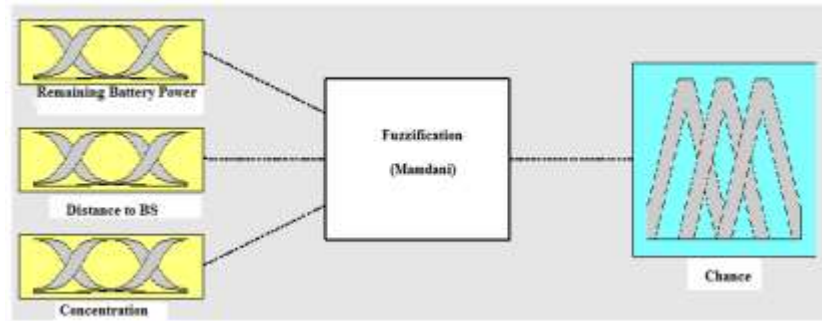 Remaining Battery Power
Distance to BS
Concentration
Fuzzification
(Mamdani)
Chance